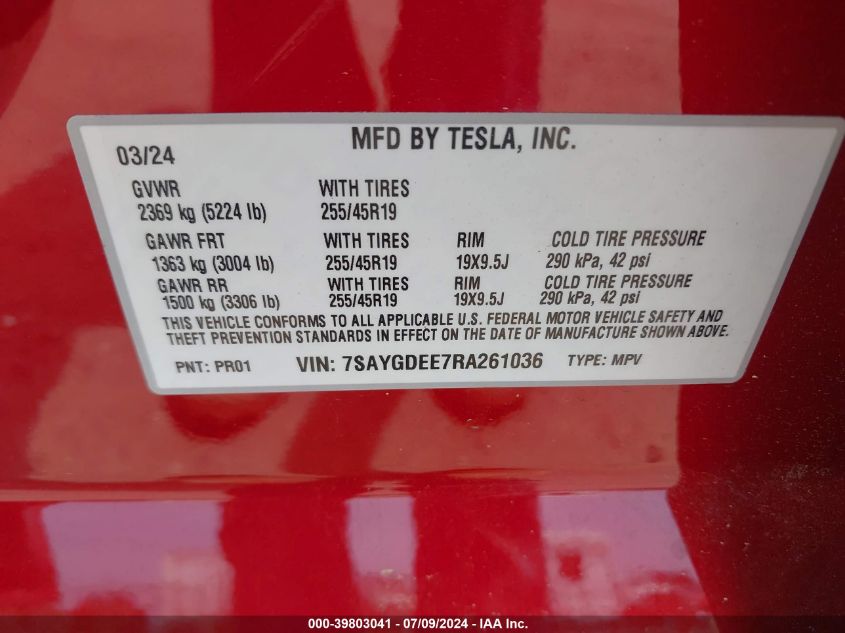 MFD BY TESLA, INC.
03/24
GVWR WITH TIRES
2369 kg (5224 lb) 255/45R19
GAWR FRT WITH TIRES RIM COLD TIRE PRESSURE
1363 kg (3004 lb) 255/45R19 19X9.5J 290 kPa, 42 psi
GAWR RR WITH TIRES RIM COLD TIRE PRESSURE
1500 kg (3306 lb) 255/45R19 19X9.5J 290 kPa, 42 psi
THIS VEHICLE CONFORMS TO ALL APPLICABLE U.S. FEDERAL MOTOR VEHICLE SAFETY AND
THEFT PREVENTION STANDARDS IN EFFECT ON THE DATE OF MANUFACTURE SHOWN ABOVE.
PNT: PR01 VIN: 7SAYGDEE7RA261036 TYPE: MPV
000-39803041 - 07/09/2024 - IAA Inc.